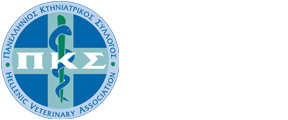 ΠΑΝΕΛΛΗΝΙΟΣ ΚΤΗΝΙΑΤΡΙΚΟΣ ΣΥΛΛΟΓΟΣ
ΠΚΣ
HELLENIC VETERINARY ASSOCIATION